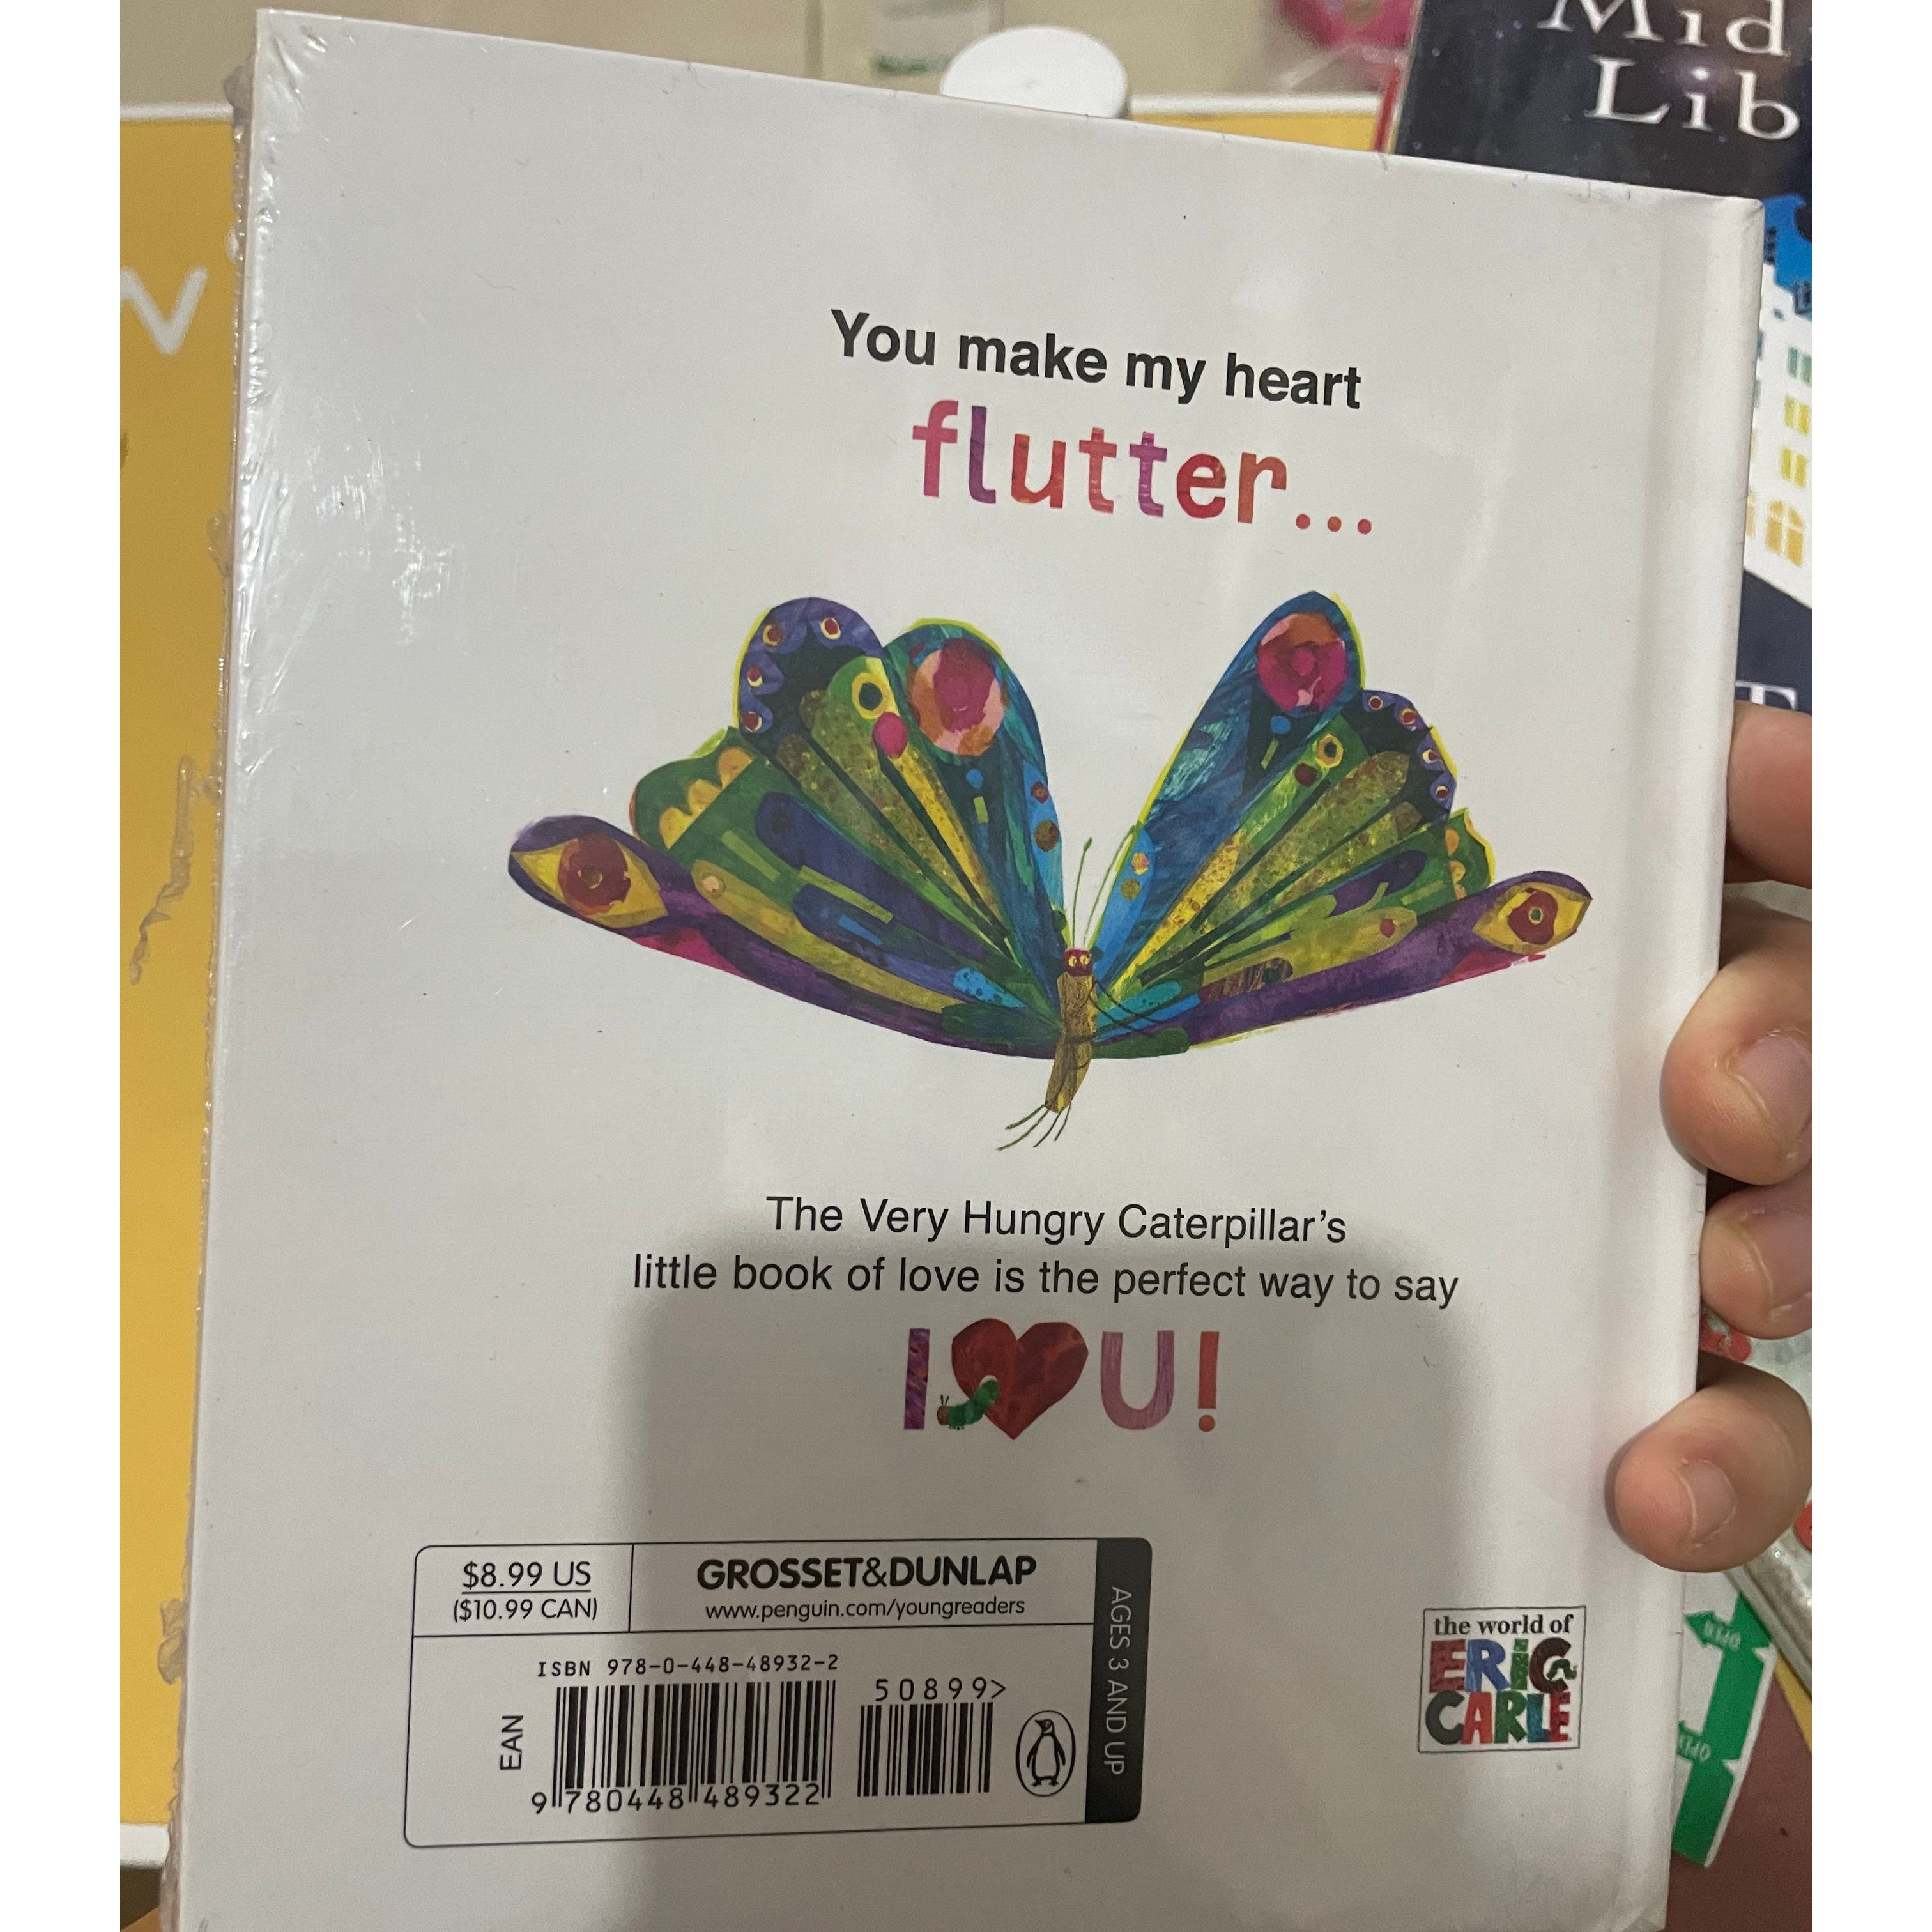 Mid
Lib
You make my heart
flutter...
The Very Hungry Caterpillar's
little book of love is the perfect way to say
I U!
$8.99 US
($10.99 CAN)
GROSSET&DUNLAP
www.penguin.com/youngreaders
AGES 3 AND UP
ISBN 978-0-448-48932-2
50899>
EAN
9 780448 489322
the world of
ERIC
CARLE